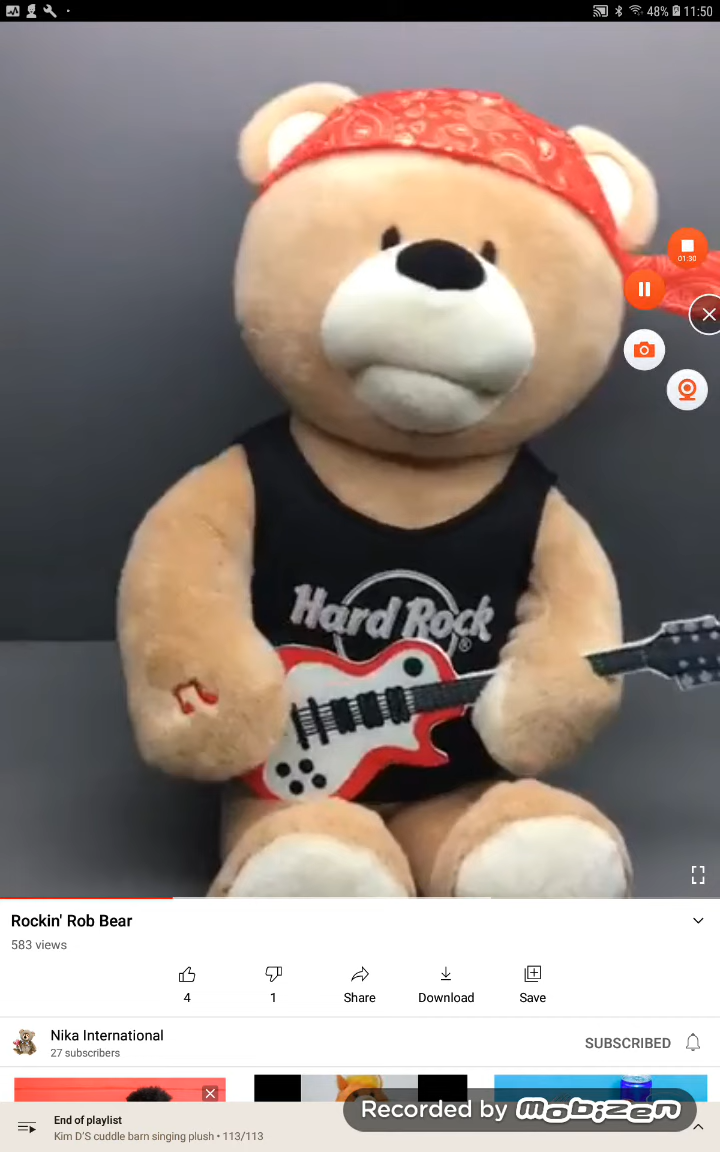 48% 11:50
01:30
Hard Rock
®
Rockin' Rob Bear
583 views
4
1
Share
Download
Save
Nika International
27 subscribers
SUBSCRIBED
Recorded by mobizen
End of playlist
Kim D'S cuddle barn singing plush • 113/113